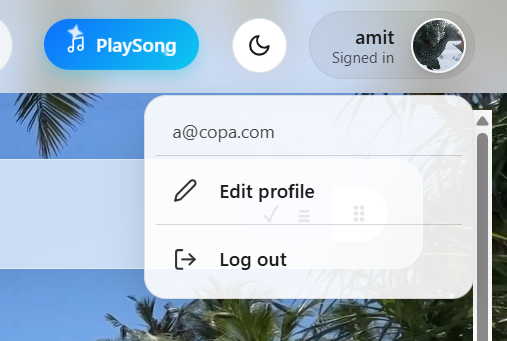 PlaySong
amit
Signed in
a@copa.com
Edit profile
Log out